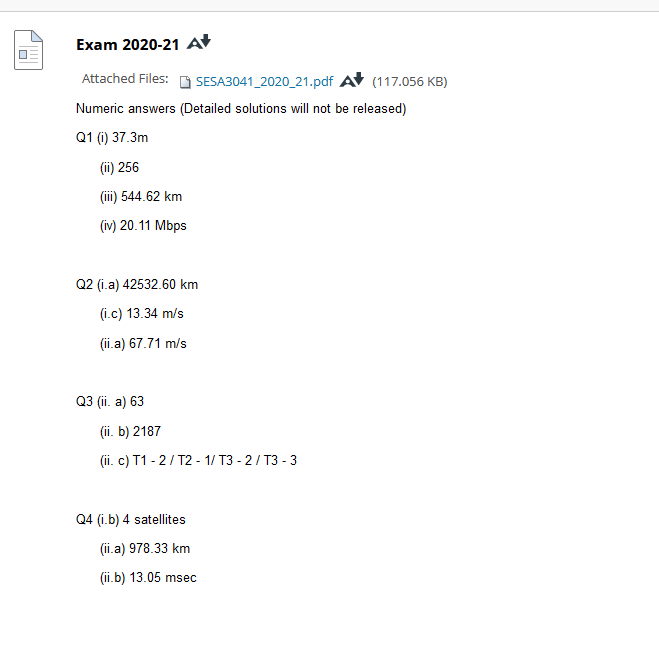 Exam 2020-21
Attached Files: SESA3041_2020_21.pdf (117.056 KB)
Numeric answers (Detailed solutions will not be released)
Q1 (i) 37.3m
(ii) 256
(iii) 544.62 km
(iv) 20.11 Mbps
Q2 (i.a) 42532.60 km
(i.c) 13.34 m/s
(ii.a) 67.71 m/s
Q3 (ii. a) 63
(ii. b) 2187
(ii. c) T1 - 2 / T2 - 1/ T3 - 2 / T3 - 3
Q4 (i.b) 4 satellites
(ii.a) 978.33 km
(ii.b) 13.05 msec